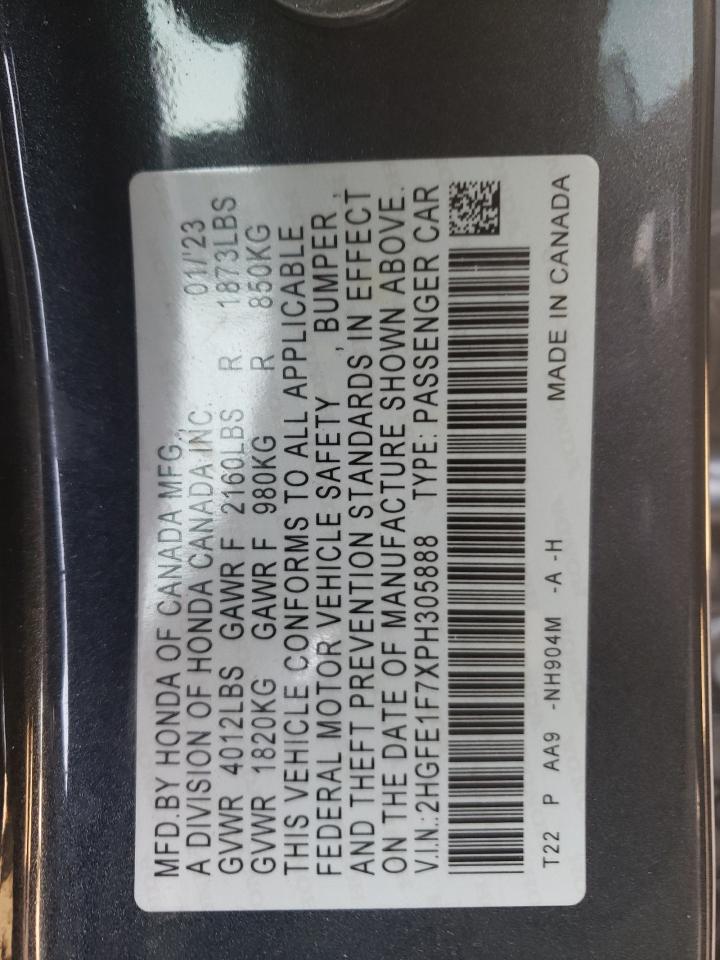 MFD.BY HONDA OF CANADA MFG.,
A DIVISION OF HONDA CANADA INC. 01/'23
GVWR 4012LBS GAWR F 2160LBS R 1873LBS
GVWR 1820KG GAWR F 980KG R 850KG
THIS VEHICLE CONFORMS TO ALL APPLICABLE
FEDERAL MOTOR VEHICLE SAFETY , BUMPER ,
AND THEFT PREVENTION STANDARDS IN EFFECT
ON THE DATE OF MANUFACTURE SHOWN ABOVE.
V.I.N.:2HGFE1F7XPH305888 TYPE: PASSENGER CAR
T22 P AA9 -NH904M -A -H MADE IN CANADA